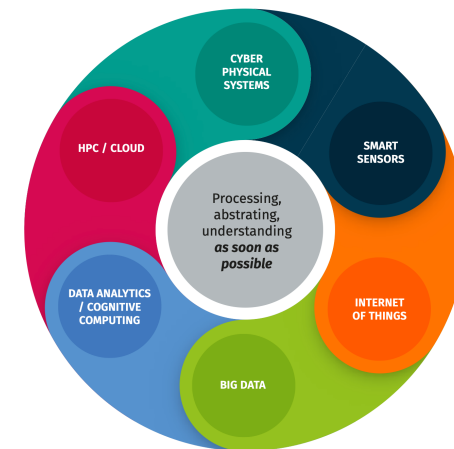 CYBER
PHYSICAL
SYSTEMS
SMART
SENSORS
INTERNET
OF THINGS
BIG DATA
DATA ANALYTICS
/ COGNITIVE
COMPUTING
HPC / CLOUD
Processing,
abstrating,
understanding
as soon as
possible